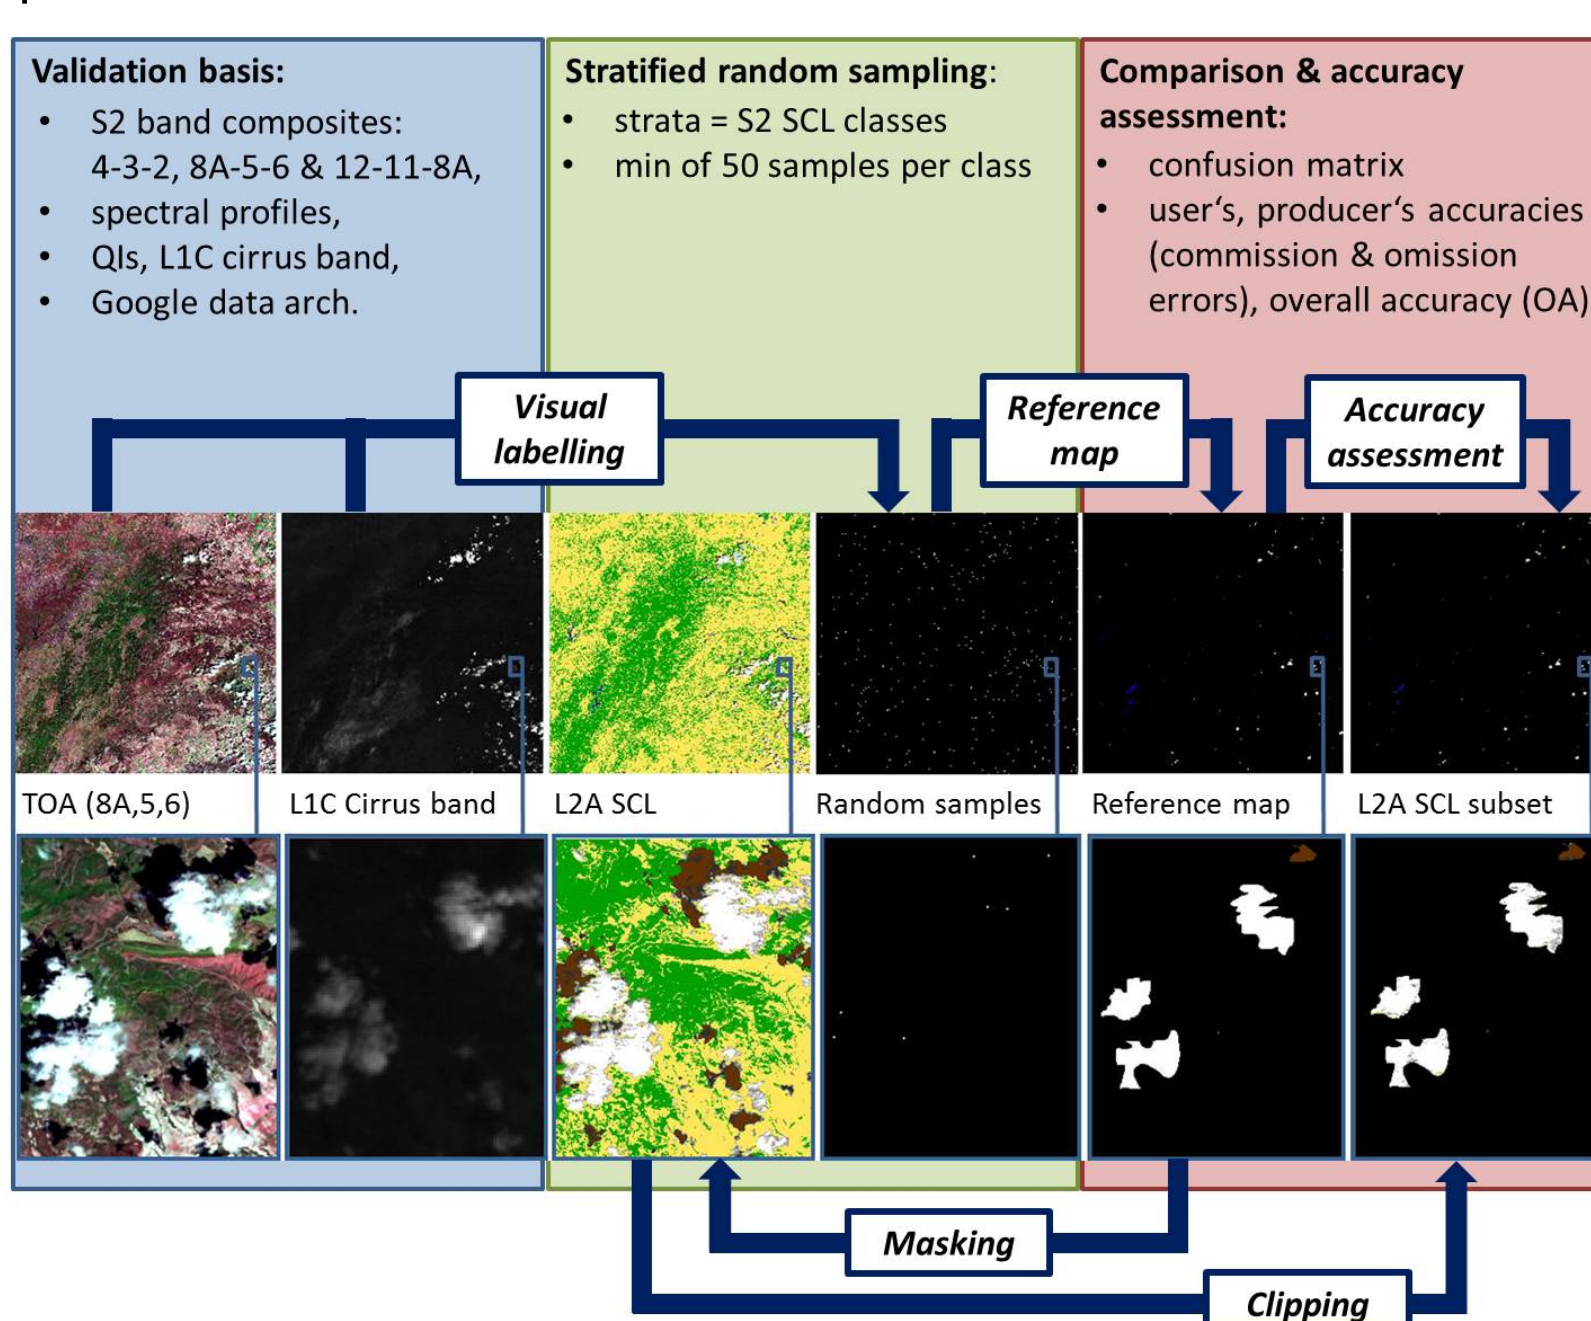 Validation basis:
• S2 band composites:
4-3-2, 8A-5-6 & 12-11-8A,
• spectral profiles,
• QIs, L1C cirrus band,
• Google data arch.
Stratified random sampling:
• strata = S2 SCL classes
• min of 50 samples per class
Comparison & accuracy
assessment:
• confusion matrix
• user‘s, producer‘s accuracies
(commission & omission
errors), overall accuracy (OA)
Visual
labelling
Reference
map
Accuracy
assessment
TOA (8A,5,6)
L1C Cirrus band
L2A SCL
Random samples
Reference map
L2A SCL subset
Masking
Clipping